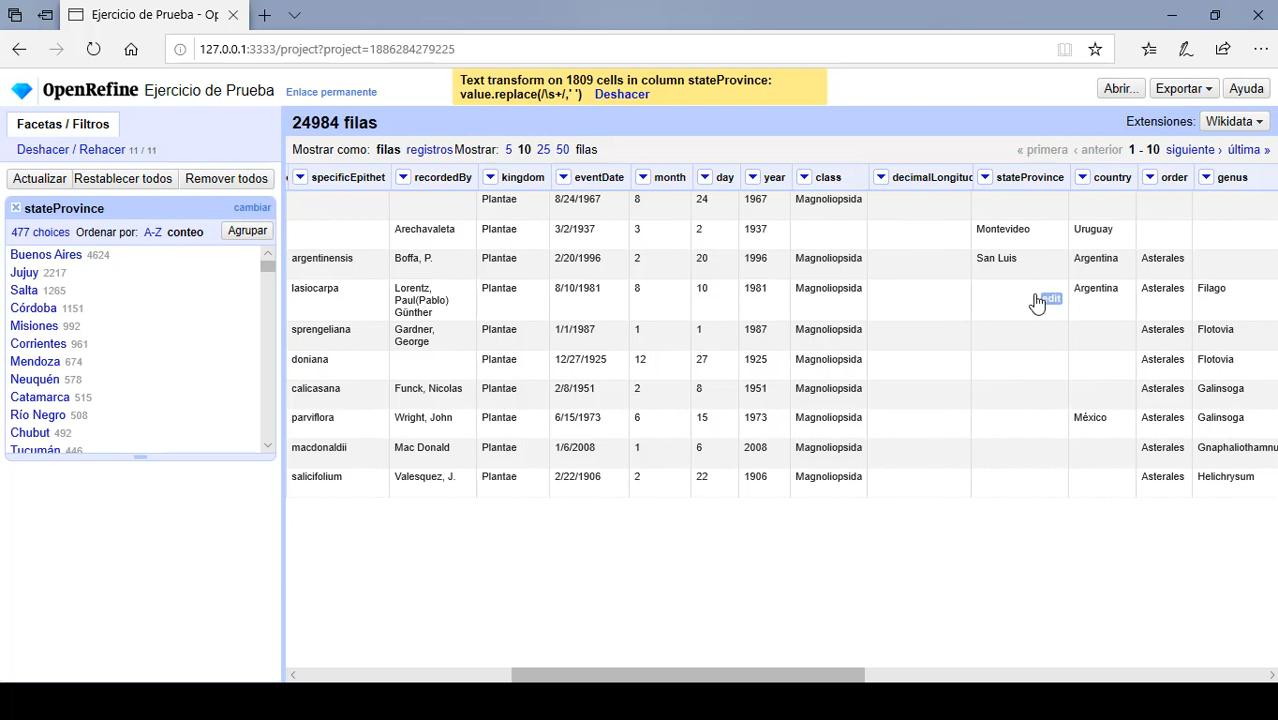 Ejercicio de Prueba - Op
127.0.0.1:3333/project?project=1886284279225
OpenRefine Ejercicio de Prueba Enlace permanente
Text transform on 1809 cells in column stateProvince:
value.replace(/\s+/,' ') Deshacer
Abrir... Exportar Ayuda
Facetas / Filtros
Deshacer / Rehacer 11 / 11
Actualizar Restablecer todos Remover todos
stateProvince cambiar
477 choices Ordenar por: A-Z conteo Agrupar
Buenos Aires 4624
Jujuy 2217
Salta 1265
Córdoba 1151
Misiones 992
Corrientes 961
Mendoza 674
Neuquén 578
Catamarca 515
Río Negro 508
Chubut 492
Tucumán 446
24984 filas
Extensiones: Wikidata
Mostrar como: filas registros Mostrar: 5 10 25 50 filas
« primera ‹ anterior 1 - 10 siguiente › última »
specificEpithet recordedBy kingdom eventDate month day year class decimalLongitud stateProvince country order genus
Plantae 8/24/1967 8 24 1967 Magnoliopsida
Arechavaleta Plantae 3/2/1937 3 2 1937 Magnoliopsida Montevideo Uruguay
argentinensis Boffa, P. Plantae 2/20/1996 2 20 1996 Magnoliopsida San Luis Argentina Asterales
lasiocarpa Lorentz, Plantae 8/10/1981 8 10 1981 Magnoliopsida edit Argentina Asterales Filago
Paul(Pablo)
Günther
sprengeliana Gardner, Plantae 1/1/1987 1 1 1987 Magnoliopsida Asterales Flotovia
George
doniana Plantae 12/27/1925 12 27 1925 Magnoliopsida Asterales Flotovia
calicasana Funck, Nicolas Plantae 2/8/1951 2 8 1951 Magnoliopsida Asterales Galinsoga
parviflora Wright, John Plantae 6/15/1973 6 15 1973 Magnoliopsida México Asterales Galinsoga
macdonaldii Mac Donald Plantae 1/6/2008 1 6 2008 Magnoliopsida Asterales Gnaphaliothamnu
salicifolium Valesquez, J. Plantae 2/22/1906 2 22 1906 Magnoliopsida Asterales Helichrysum